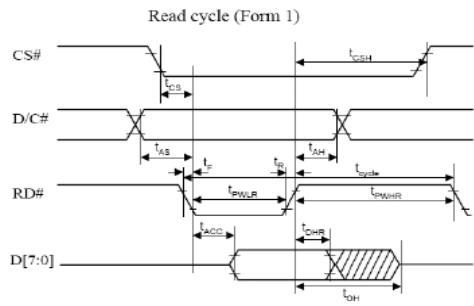 Read cycle (Form 1)
CS#
tCSH
tCS
D/C#
tAS
tF
tR
tAH
tcycle
RD#
tPWLR
tPWHR
tACC
tDHR
D[7:0]
tOH